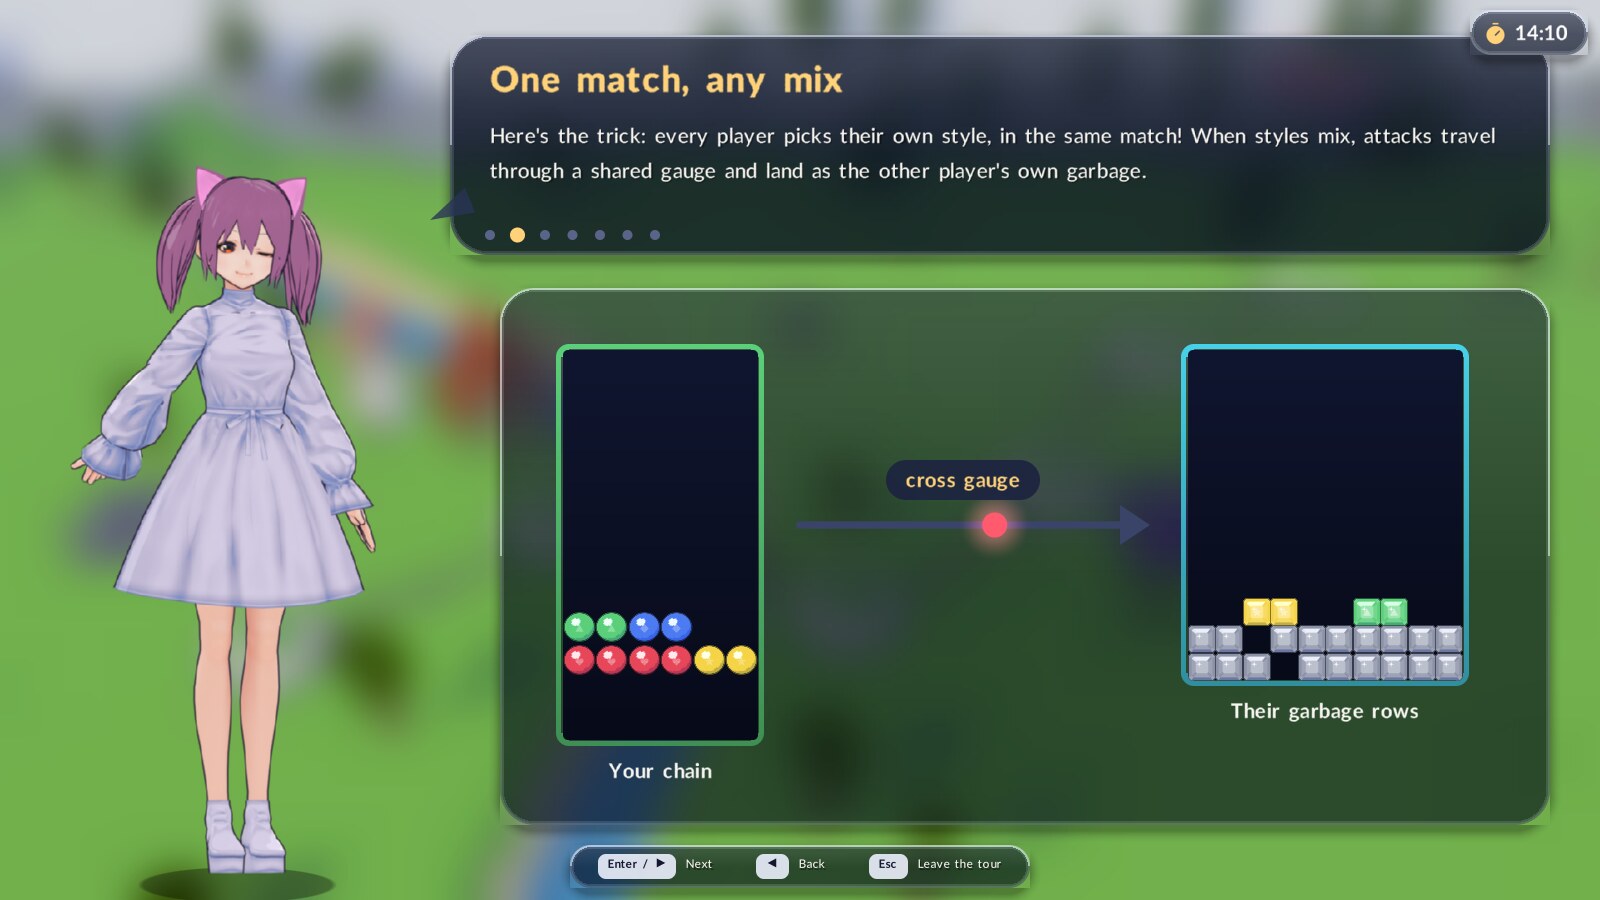 14:10
One match, any mix
Here's the trick: every player picks their own style, in the same match! When styles mix, attacks travel
through a shared gauge and land as the other player's own garbage.
cross gauge
Their garbage rows
Your chain
Enter / ▶ Next ◀ Back Esc Leave the tour